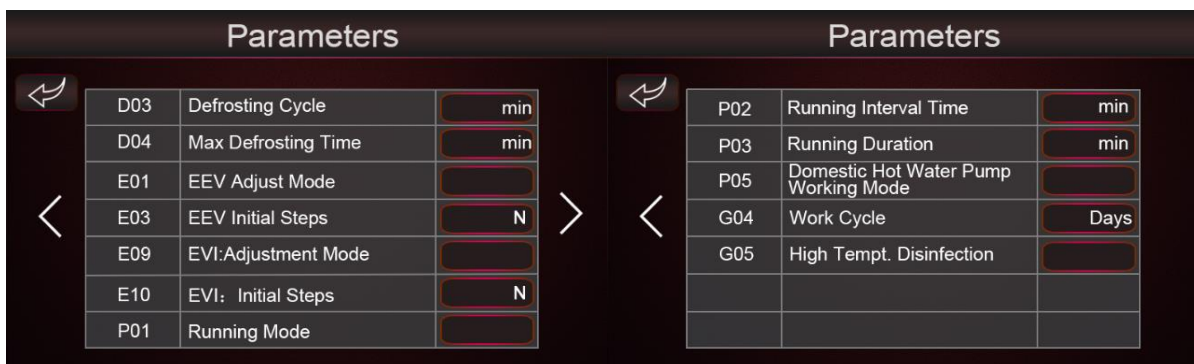 Parameters
D03 Defrosting Cycle min
D04 Max Defrosting Time min
E01 EEV Adjust Mode
E03 EEV Initial Steps N
E09 EVI:Adjustment Mode
E10 EVI：Initial Steps N
P01 Running Mode
Parameters
P02 Running Interval Time min
P03 Running Duration min
P05 Domestic Hot Water Pump
Working Mode
G04 Work Cycle Days
G05 High Tempt. Disinfection